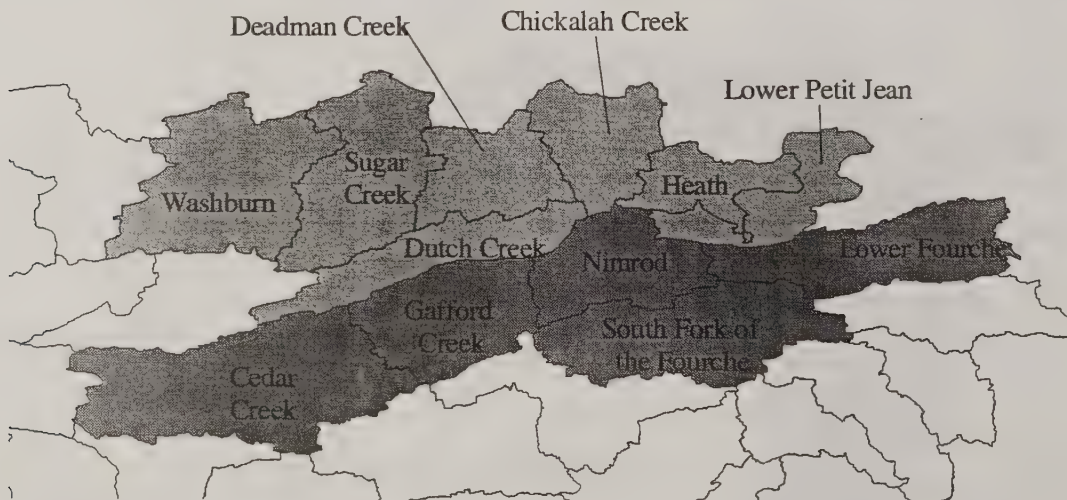 Deadman Creek
Chickalah Creek
Lower Petit Jean
Sugar
Creek
Washburn
Heath
Dutch Creek
Nimrod
Lower Fourche
Gafford
Creek
South Fork of
the Fourche
Cedar
Creek